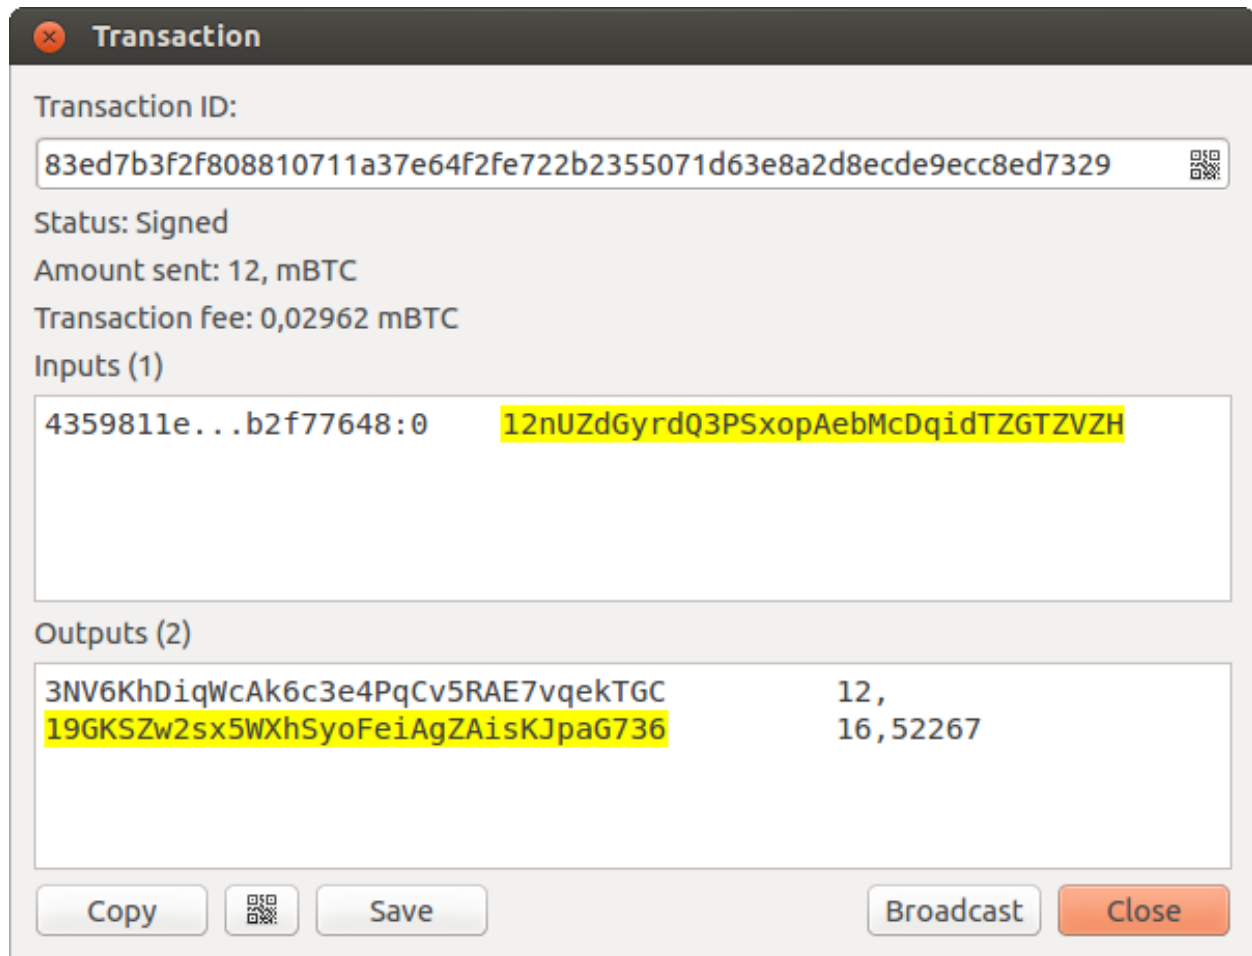 Transaction
Transaction ID:
83ed7b3f2f808810711a37e64f2fe722b2355071d63e8a2d8ecde9ecc8ed7329
Status: Signed
Amount sent: 12, mBTC
Transaction fee: 0,02962 mBTC
Inputs (1)
4359811e...b2f77648:0 12nUZdGyrdQ3PSxopAebMcDqidTZGTZVZH
Outputs (2)
3NV6KhDiqWcAk6c3e4PqCv5RAE7vqekTGC 12,
19GKSZw2sx5WXhSyoFeiAgZAisKJpaG736 16,52267
Copy Save Broadcast Close